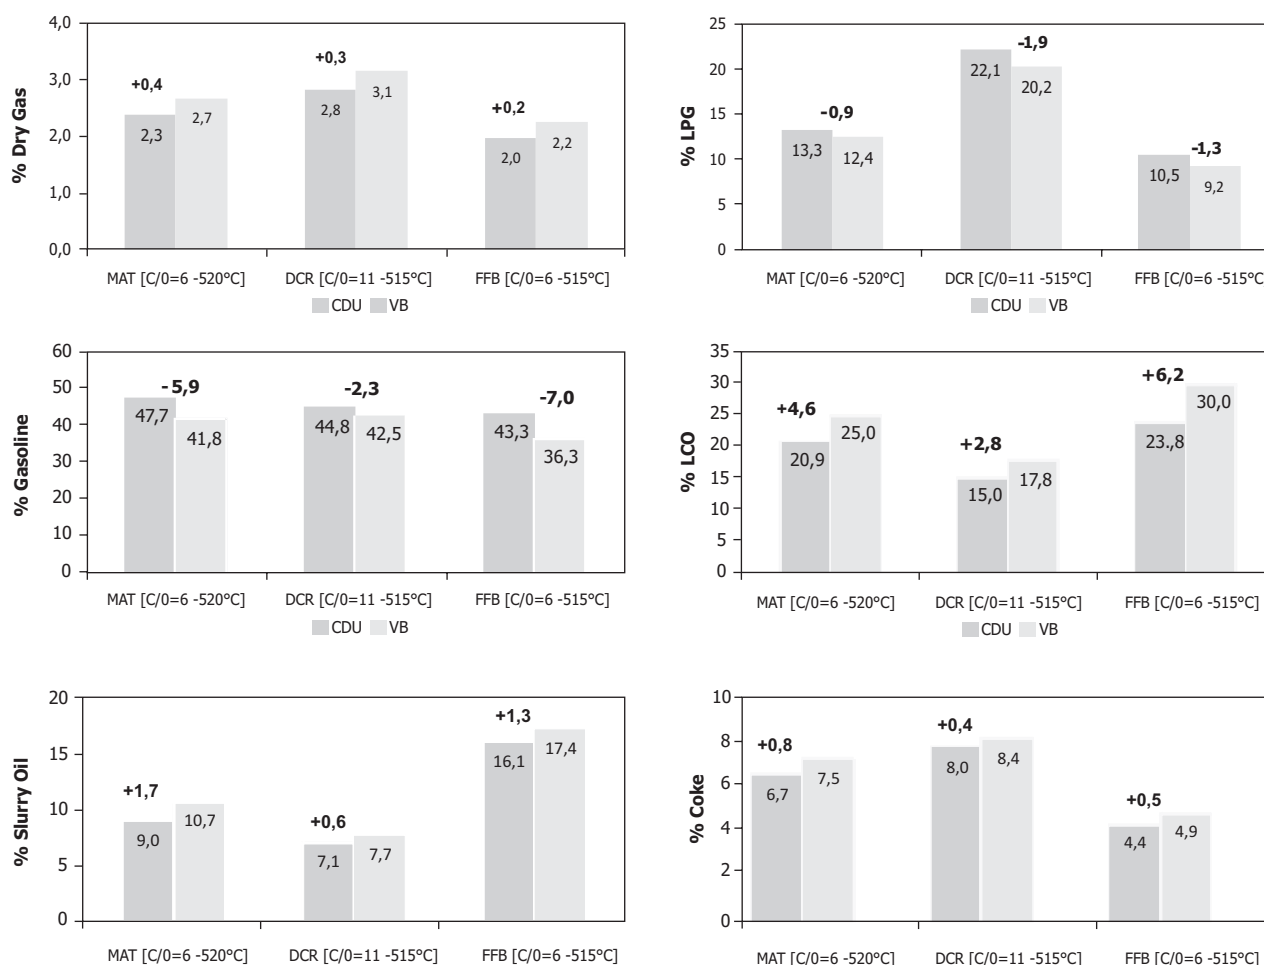 4,0
3,0
2,0
1,0
0,0
% Dry Gas
+0,4
+0,3
+0,2
2,3
2,7
2,8
3,1
2,0
2,2
MAT [C/0=6 -520°C]
DCR [C/0=11 -515°C]
FFB [C/0=6 -515°C]
CDU
VB
25
20
15
10
5
0
% LPG
-0,9
-1,9
-1,3
13,3
12,4
22,1
20,2
10,5
9,2
MAT [C/0=6 -520°C]
DCR [C/0=11 -515°C]
FFB [C/0=6 -515°C
CDU
VB
60
50
40
30
20
10
0
% Gasoline
-5,9
-2,3
-7,0
47,7
41,8
44,8
42,5
43,3
36,3
MAT [C/0=6 -520°C]
DCR [C/0=11 -515°C]
FFB [C/0=6 -515°C]
CDU
VB
35
30
25
20
15
10
5
0
% LCO
+4,6
+2,8
+6,2
20,9
25,0
15,0
17,8
23.,8
30,0
MAT [C/0=6 -520°C]
DCR [C/0=11 -515°C]
FFB [C/0=6 -515°C]
CDU
VB
20
15
10
5
0
% Slurry Oil
+1,7
+0,6
+1,3
9,0
10,7
7,1
7,7
16,1
17,4
MAT [C/0=6 -520°C]
DCR [C/0=11 -515°C]
FFB [C/0=6 -515°C]
10
8
6
4
2
0
% Coke
+0,8
+0,4
+0,5
6,7
7,5
8,0
8,4
4,4
4,9
MAT [C/0=6 -520°C]
DCR [C/0=11 -515°C]
FFB [C/0=6 -515°C]